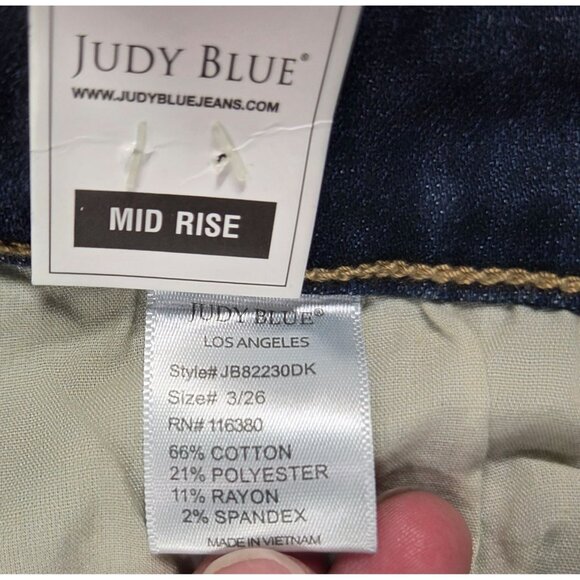 JUDY BLUE®
WWW.JUDYBLUEJEANS.COM
MID RISE
JUDY BLUE®
LOS ANGELES
Style# JB82230DK
Size# 3/26
RN# 116380
66% COTTON
21% POLYESTER
11% RAYON
2% SPANDEX
MADE IN VIETNAM